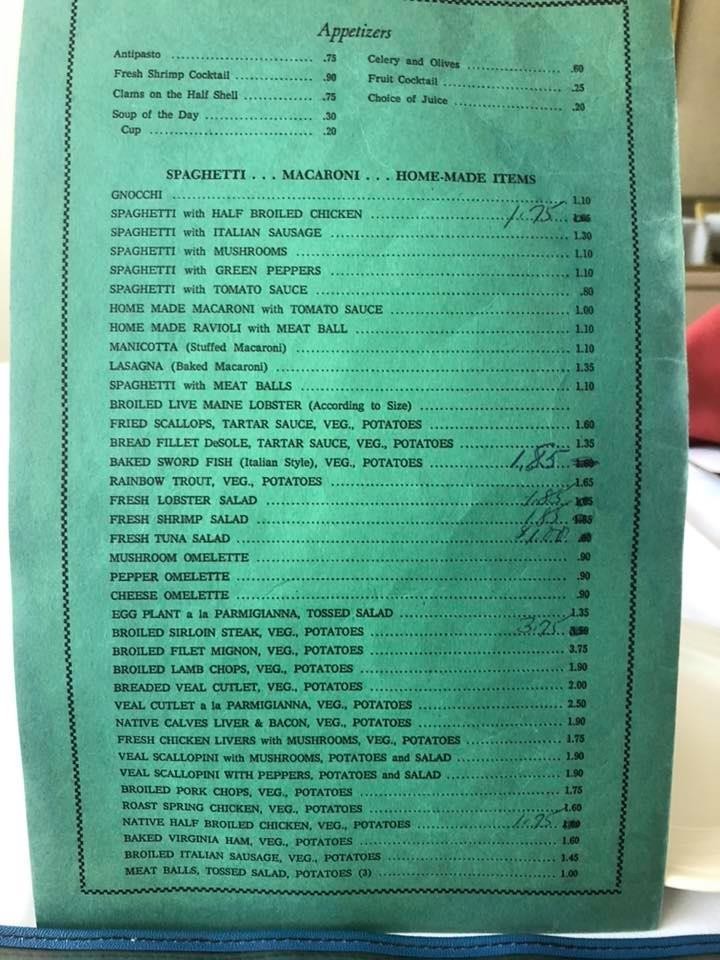 Appetizers
Antipasto .75
Fresh Shrimp Cocktail .90
Clams on the Half Shell .75
Soup of the Day .30
Cup .20
Celery and Olives .60
Fruit Cocktail .25
Choice of Juice .20
SPAGHETTI . . . MACARONI . . . HOME-MADE ITEMS
GNOCCHI 1.10
SPAGHETTI with HALF BROILED CHICKEN 1.75
SPAGHETTI with ITALIAN SAUSAGE 1.30
SPAGHETTI with MUSHROOMS 1.10
SPAGHETTI with GREEN PEPPERS 1.10
SPAGHETTI with TOMATO SAUCE .80
HOME MADE MACARONI with TOMATO SAUCE 1.00
HOME MADE RAVIOLI with MEAT BALL 1.10
MANICOTTA (Stuffed Macaroni) 1.10
LASAGNA (Baked Macaroni) 1.35
SPAGHETTI with MEAT BALLS 1.10
BROILED LIVE MAINE LOBSTER (According to Size)
FRIED SCALLOPS, TARTAR SAUCE, VEG., POTATOES 1.60
BREAD FILLET DeSOLE, TARTAR SAUCE, VEG., POTATOES 1.35
BAKED SWORD FISH (Italian Style), VEG., POTATOES 1.85
RAINBOW TROUT, VEG., POTATOES 1.65
FRESH LOBSTER SALAD 1.85
FRESH SHRIMP SALAD 1.85
FRESH TUNA SALAD $1.00
MUSHROOM OMELETTE .90
PEPPER OMELETTE .90
CHEESE OMELETTE .90
EGG PLANT a la PARMIGIANNA, TOSSED SALAD 1.35
BROILED SIRLOIN STEAK, VEG., POTATOES 3.75 3.50
BROILED FILET MIGNON, VEG., POTATOES 3.75
BROILED LAMB CHOPS, VEG., POTATOES 1.90
BREADED VEAL CUTLET, VEG., POTATOES 2.00
VEAL CUTLET a la PARMIGIANNA, VEG., POTATOES 2.50
NATIVE CALVES LIVER & BACON, VEG., POTATOES 1.90
FRESH CHICKEN LIVERS with MUSHROOMS, VEG., POTATOES 1.75
VEAL SCALLOPINI with MUSHROOMS, POTATOES and SALAD 1.90
VEAL SCALLOPINI WITH PEPPERS, POTATOES and SALAD 1.90
BROILED PORK CHOPS, VEG., POTATOES 1.75
ROAST SPRING CHICKEN, VEG., POTATOES 1.60
NATIVE HALF BROILED CHICKEN, VEG., POTATOES 1.75
BAKED VIRGINIA HAM, VEG., POTATOES 1.60
BROILED ITALIAN SAUSAGE, VEG., POTATOES 1.45
MEAT BALLS, TOSSED SALAD, POTATOES (3) 1.00